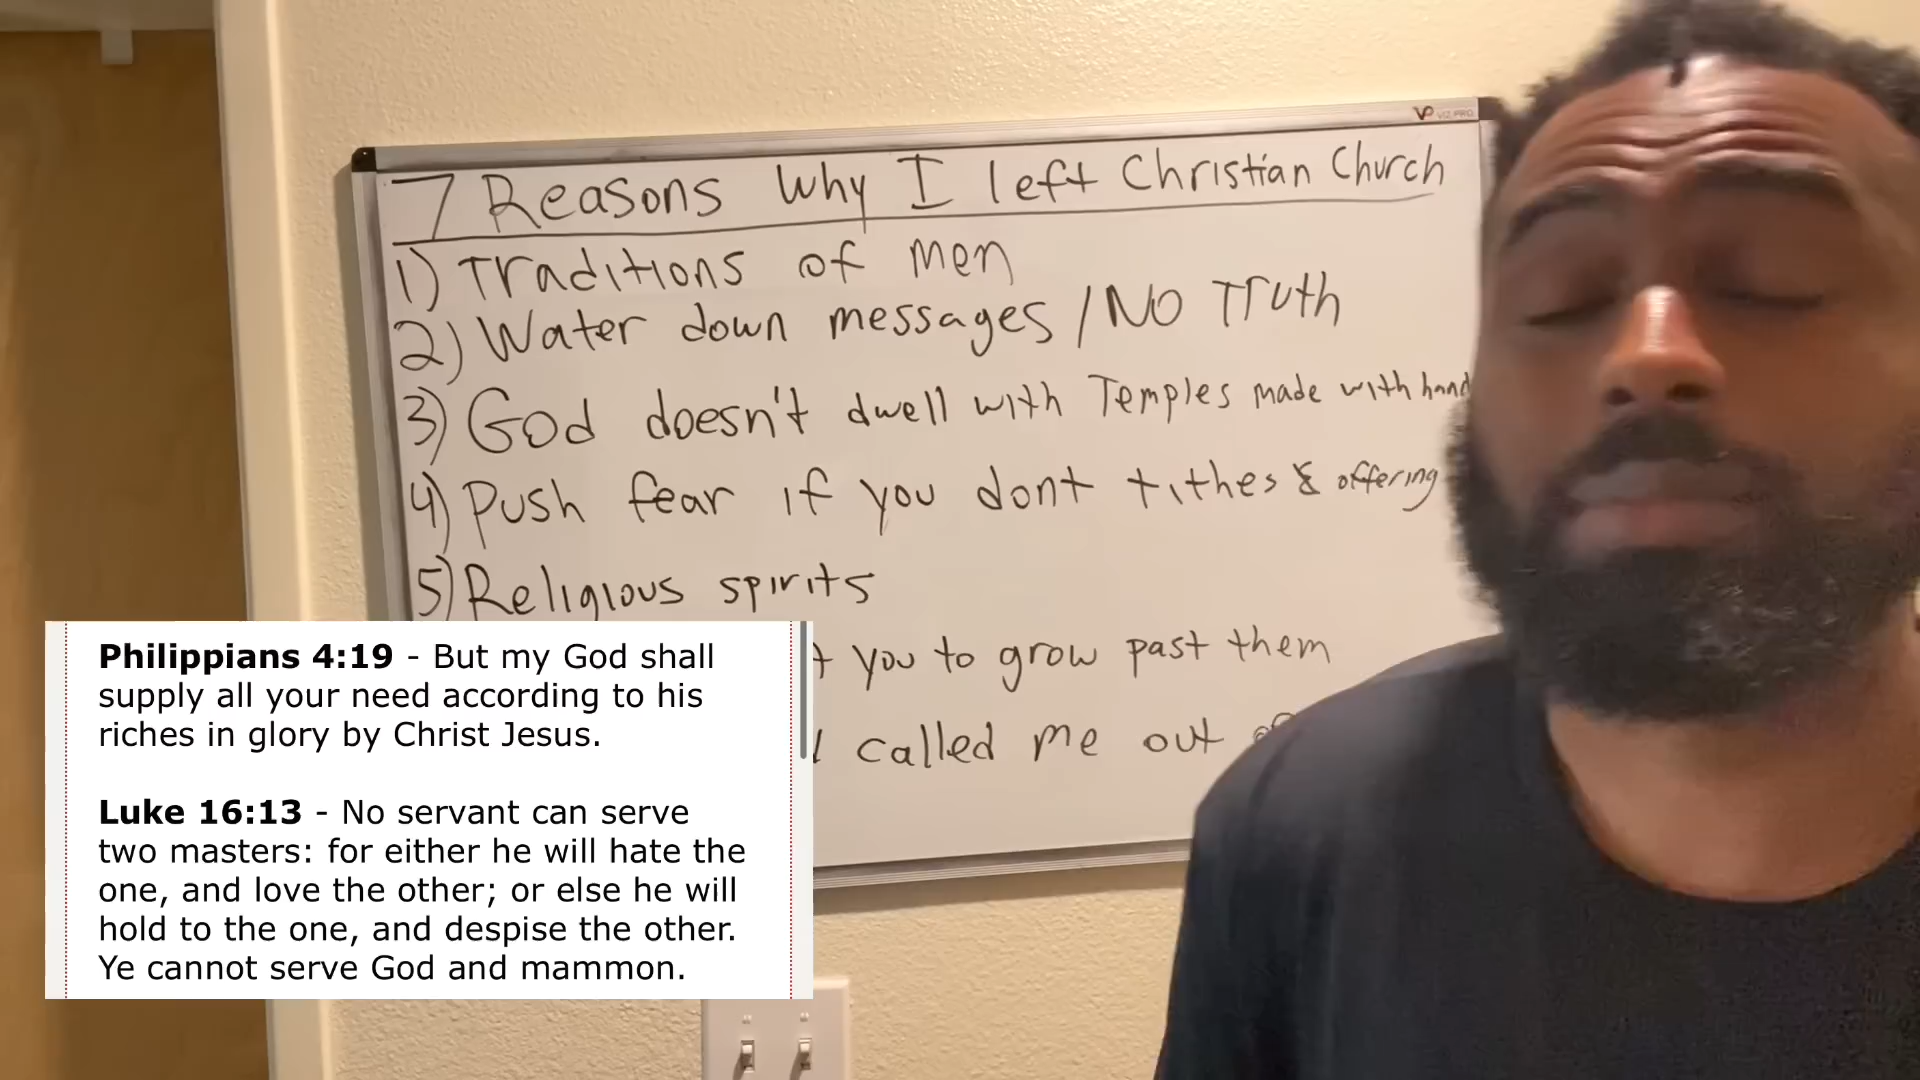 VIZ-PRO
7 Reasons Why I left Christian Church
1) Traditions of men
2) Water down messages / NO Truth
3) God doesn't dwell with Temples made with hand
4) Push fear if you dont tithes & offering
5) Religious spirits
you to grow past them
called me out
Philippians 4:19 - But my God shall
supply all your need according to his
riches in glory by Christ Jesus.
Luke 16:13 - No servant can serve
two masters: for either he will hate the
one, and love the other; or else he will
hold to the one, and despise the other.
Ye cannot serve God and mammon.